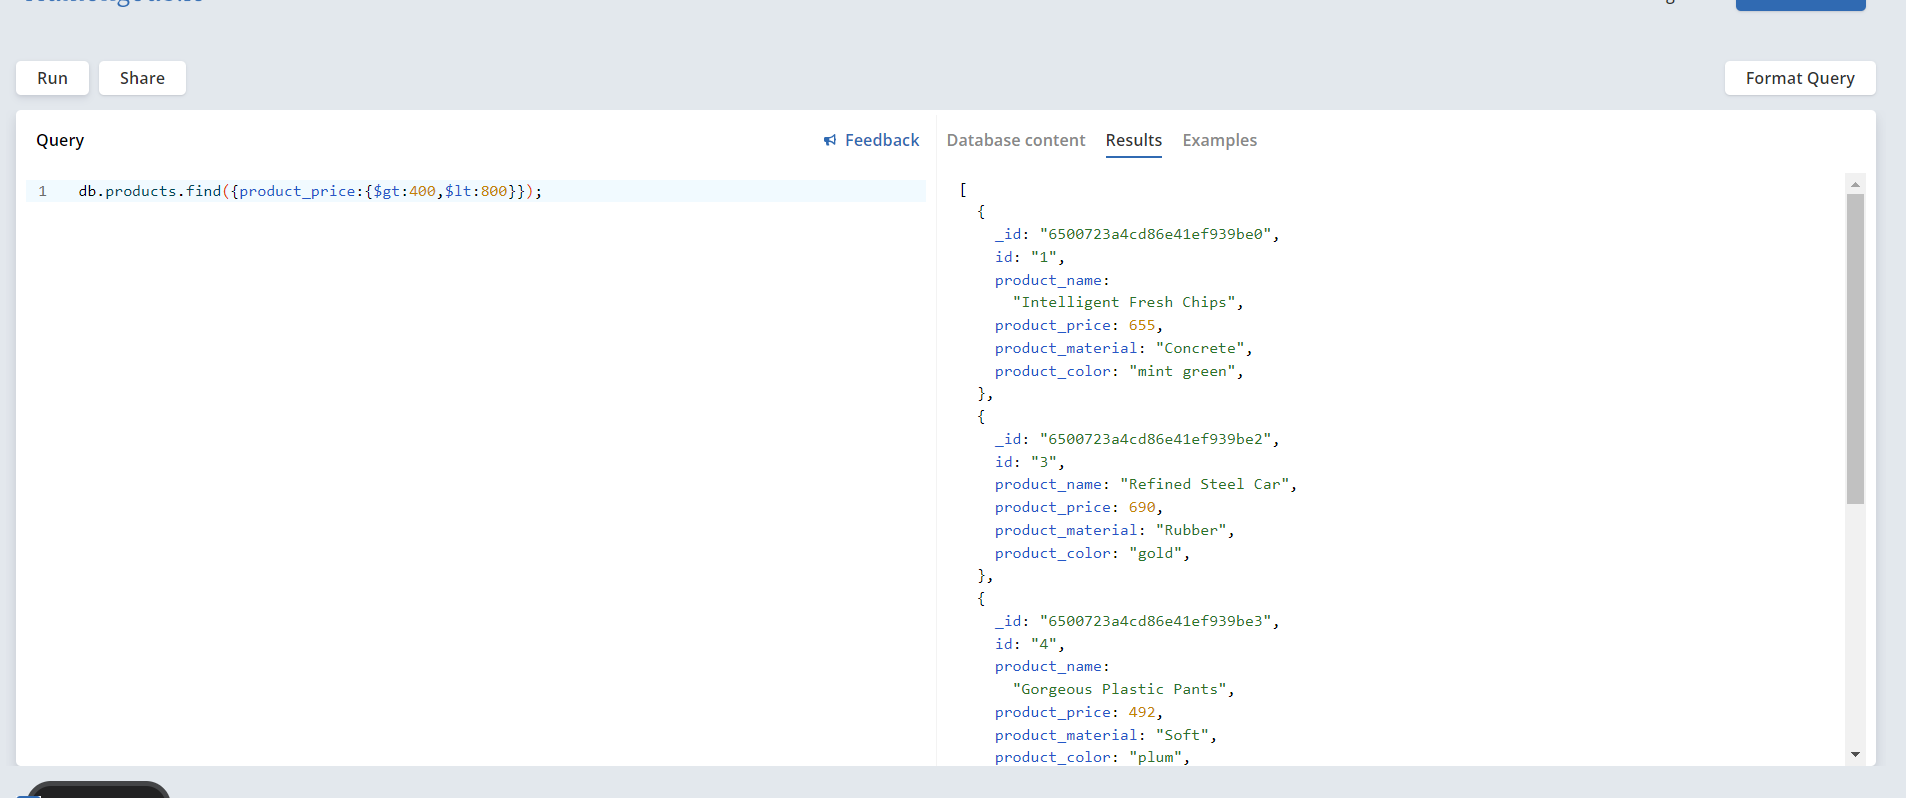 Run
Share
Format Query
Query
Feedback
Database content
Results
Examples
1 db.products.find({product_price:{$gt:400,$lt:800}});
[
{
_id: "6500723a4cd86e41ef939be0",
id: "1",
product_name:
"Intelligent Fresh Chips",
product_price: 655,
product_material: "Concrete",
product_color: "mint green",
},
{
_id: "6500723a4cd86e41ef939be2",
id: "3",
product_name: "Refined Steel Car",
product_price: 690,
product_material: "Rubber",
product_color: "gold",
},
{
_id: "6500723a4cd86e41ef939be3",
id: "4",
product_name:
"Gorgeous Plastic Pants",
product_price: 492,
product_material: "Soft",
product_color: "plum",